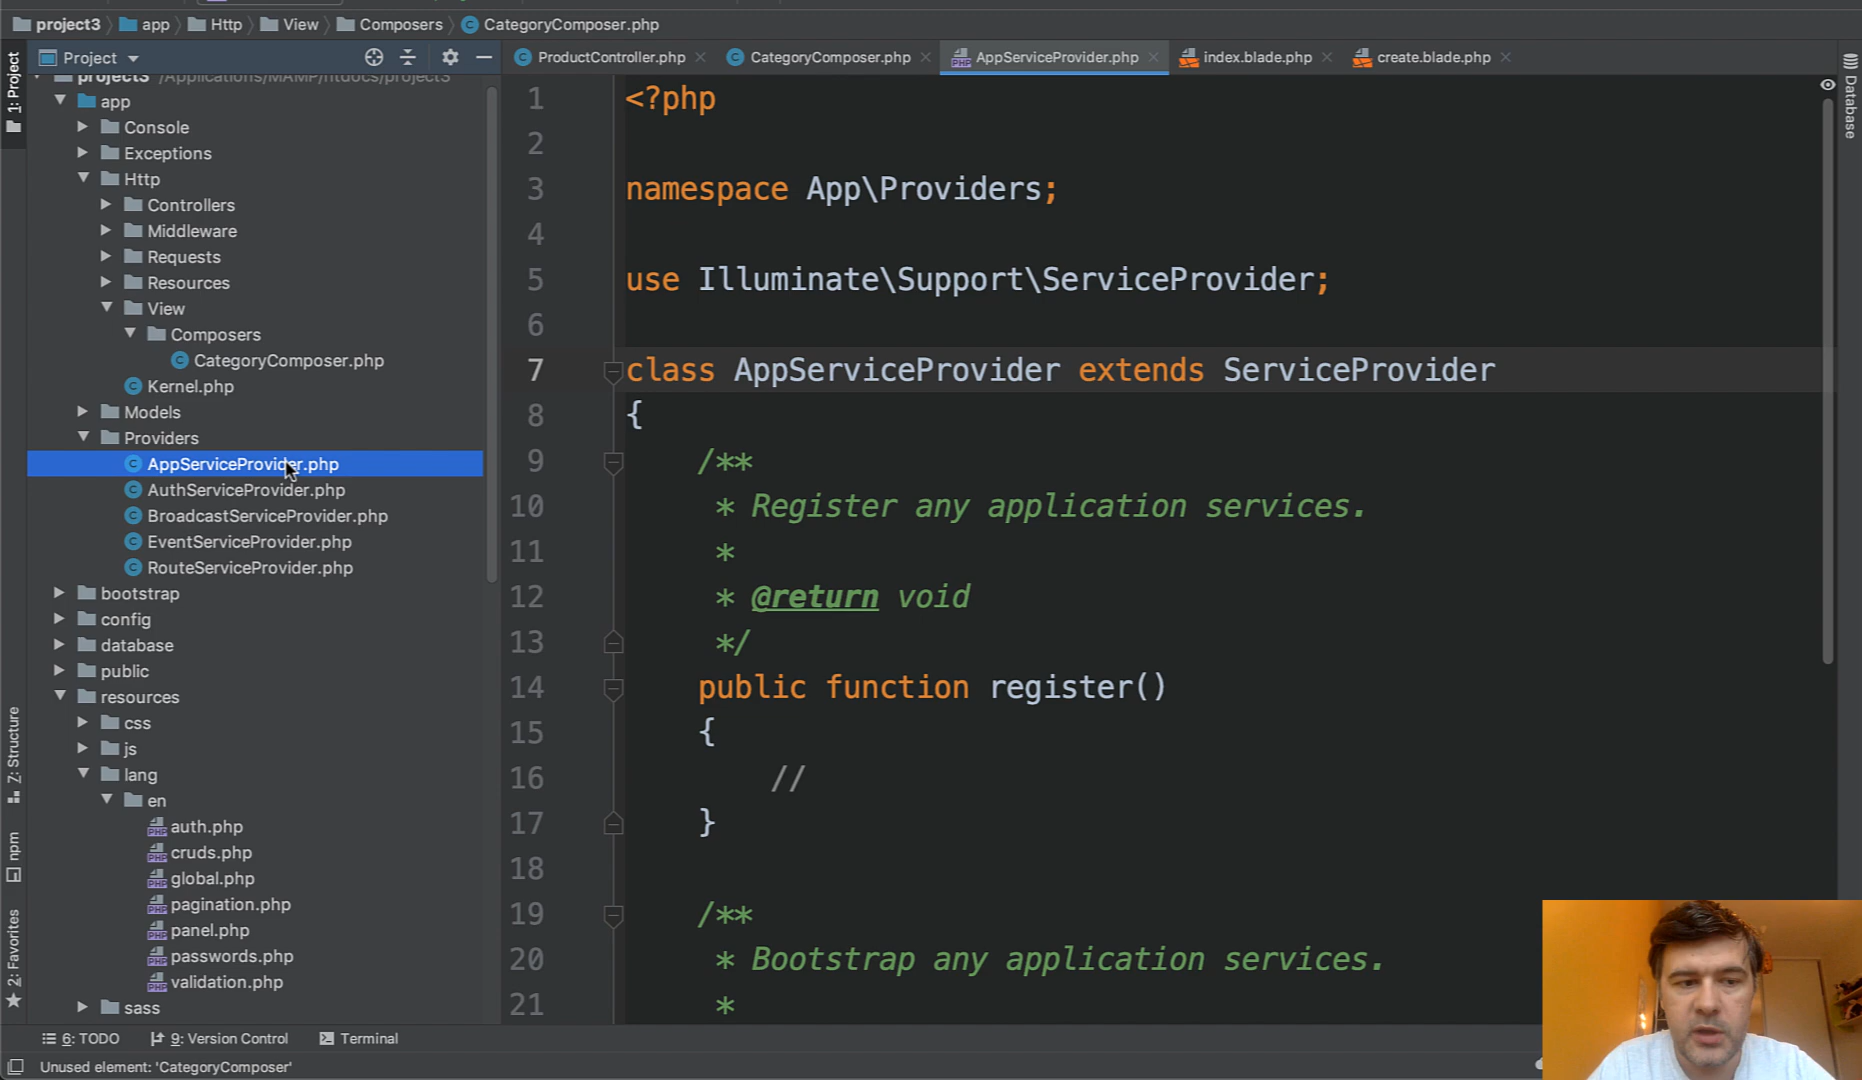 project3 app Http View Composers CategoryComposer.php
1: Project
Project
ProductController.php CategoryComposer.php AppServiceProvider.php index.blade.php create.blade.php
Database
project3 /Applications/MAMP/htdocs/project3
app
Console
Exceptions
Http
Controllers
Middleware
Requests
Resources
View
Composers
CategoryComposer.php
Kernel.php
Models
Providers
AppServiceProvider.php
AuthServiceProvider.php
BroadcastServiceProvider.php
EventServiceProvider.php
RouteServiceProvider.php
bootstrap
config
database
public
resources
css
js
lang
en
auth.php
cruds.php
global.php
pagination.php
panel.php
passwords.php
validation.php
sass
7: Structure
npm
2: Favorites
1 <?php
2
3 namespace App\Providers;
4
5 use Illuminate\Support\ServiceProvider;
6
7 class AppServiceProvider extends ServiceProvider
8 {
9 /**
10 * Register any application services.
11 *
12 * @return void
13 */
14 public function register()
15 {
16 //
17 }
18
19 /**
20 * Bootstrap any application services.
21 *
6: TODO 9: Version Control Terminal
Unused element: 'CategoryComposer'